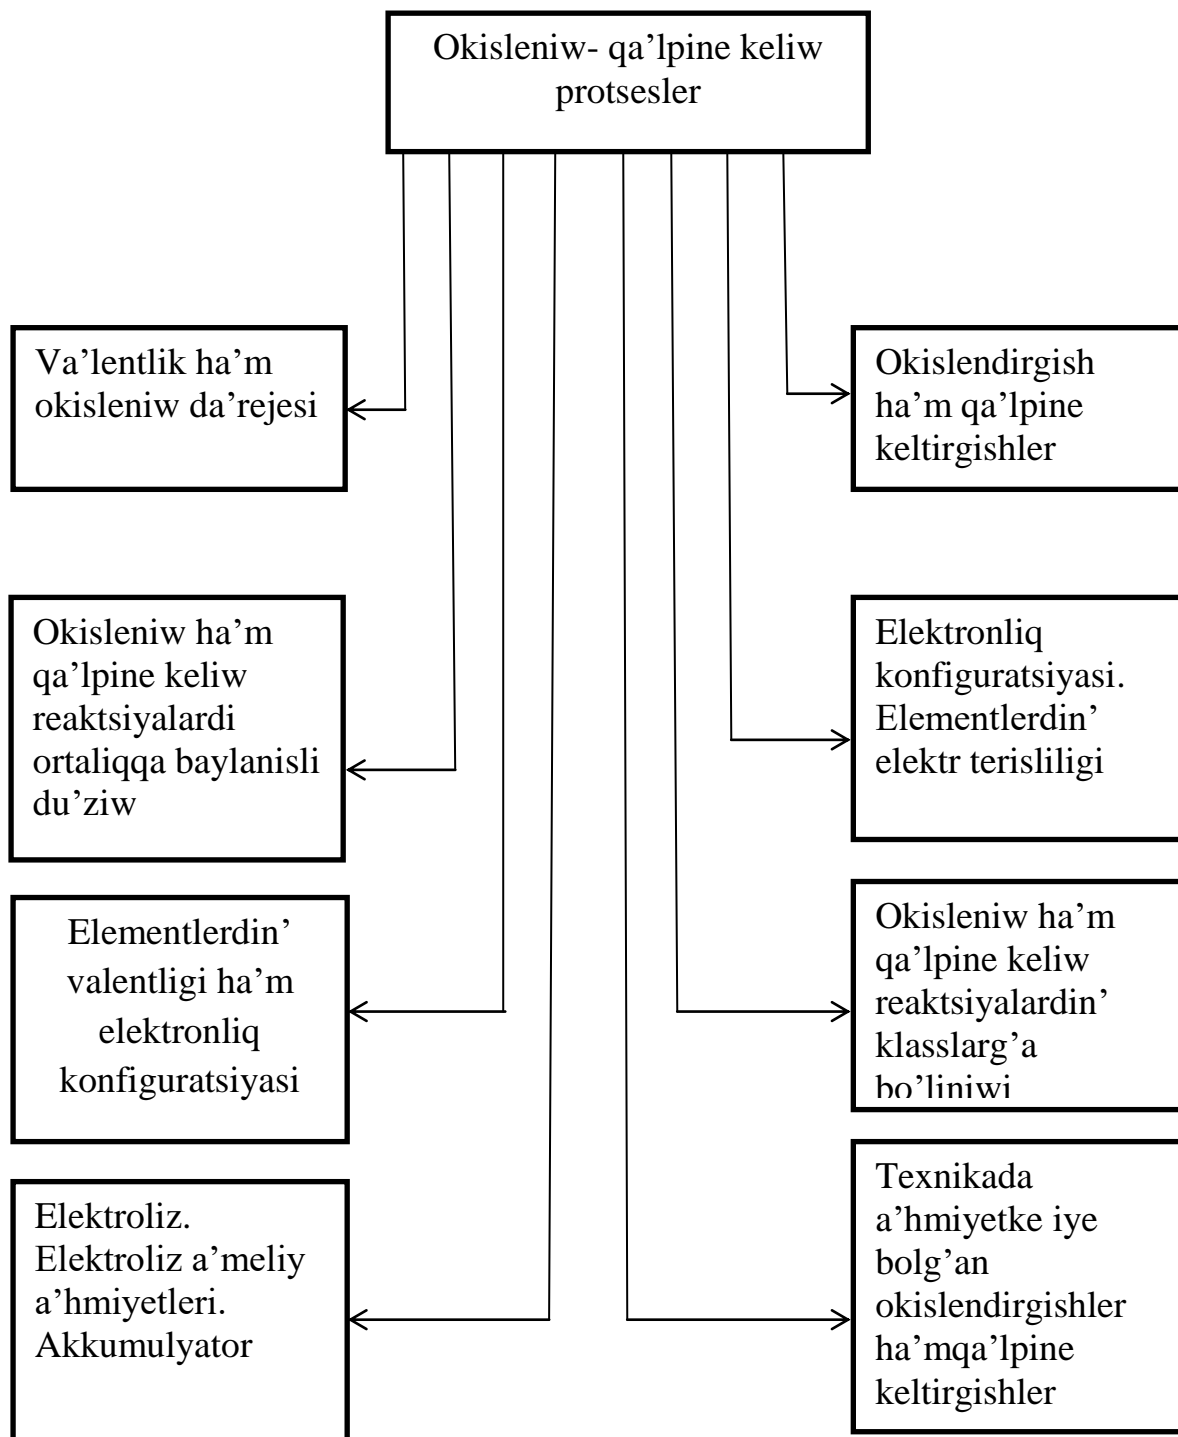 Okisleniw- qa’lpine keliw
protsesler
Va’lentlik ha’m
okisleniw da’rejesi
Okislendirgish
ha’m qa’lpine
keltirgishler
Okisleniw ha’m
qa’lpine keliw
reaktsiyalardi
ortaliqqa baylanisli
du’ziw
Elektronliq
konfiguratsiyasi.
Elementlerdin’
elektr terisliligi
Elementlerdin’
valentligi ha’m
elektronliq
konfiguratsiyasi
Okisleniw ha’m
qa’lpine keliw
reaktsiyalardin’
klasslarg’a
bo’liniwi
Elektroliz.
Elektroliz a’meliy
a’hmiyetleri.
Akkumulyator
Texnikada
a’hmiyetke iye
bolg’an
okislendirgishler
ha’mqa’lpine
keltirgishler